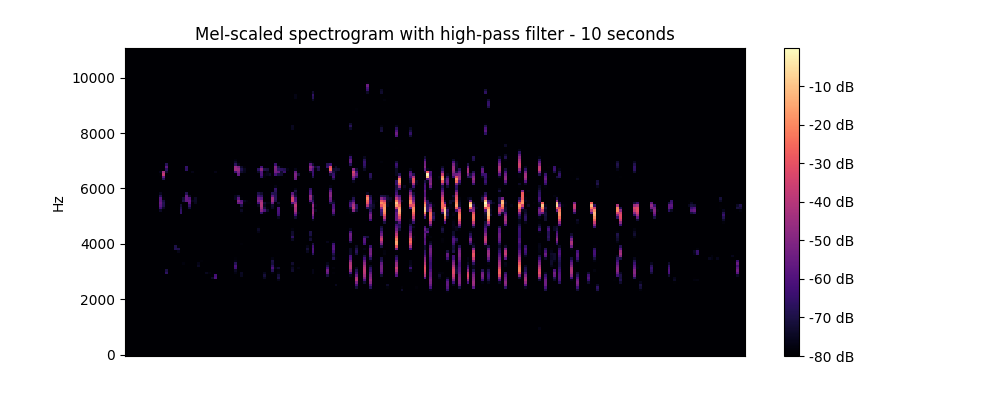 Mel-scaled spectrogram with high-pass filter - 10 seconds
10000
8000
6000
4000
2000
0
Hz
-10 dB
-20 dB
-30 dB
-40 dB
-50 dB
-60 dB
-70 dB
-80 dB